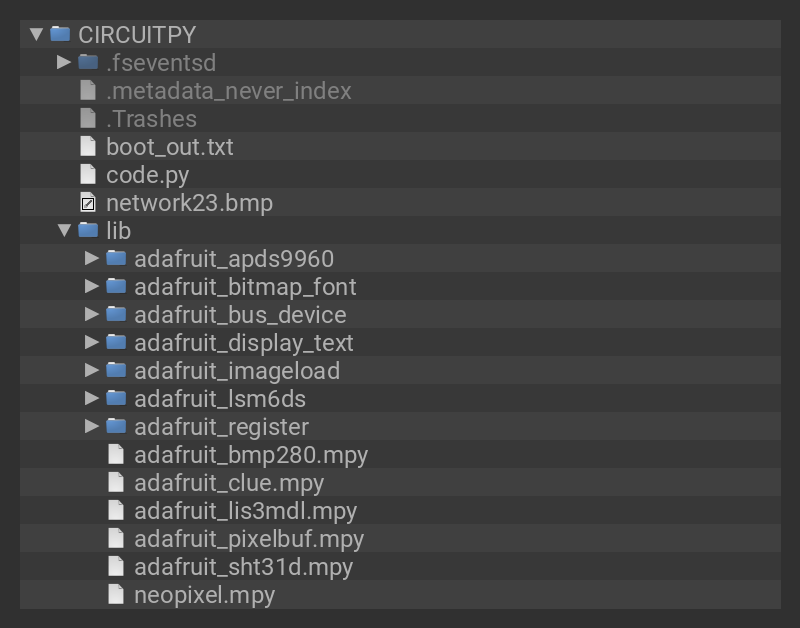 CIRCUITPY
.fseventsd
.metadata_never_index
.Trashes
boot_out.txt
code.py
network23.bmp
lib
adafruit_apds9960
adafruit_bitmap_font
adafruit_bus_device
adafruit_display_text
adafruit_imageload
adafruit_lsm6ds
adafruit_register
adafruit_bmp280.mpy
adafruit_clue.mpy
adafruit_lis3mdl.mpy
adafruit_pixelbuf.mpy
adafruit_sht31d.mpy
neopixel.mpy